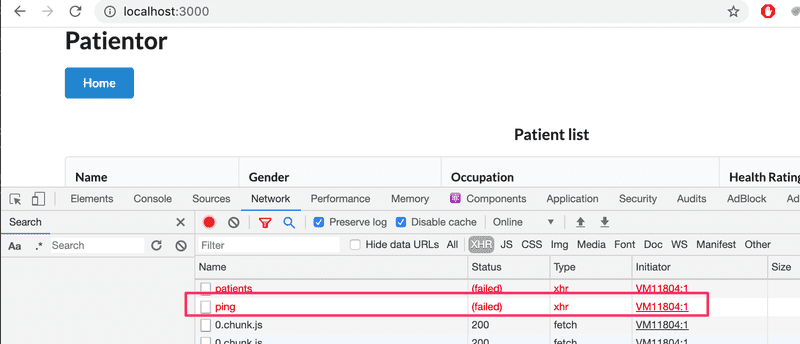 localhost:3000
Patientor
Home
Patient list
Name Gender Occupation Health Rating
Elements Console Sources Network Performance Memory Components Application Security Audits AdBlock
Search Preserve log Disable cache Online
Aa .* Search Filter Hide data URLs All XHR JS CSS Img Media Font Doc WS Manifest Other
Name Status Type Initiator Size
patients (failed) xhr VM11804:1
ping (failed) xhr VM11804:1
0.chunk.js 200 fetch VM11804:1
0.chunk.js 200 fetch VM11804:1